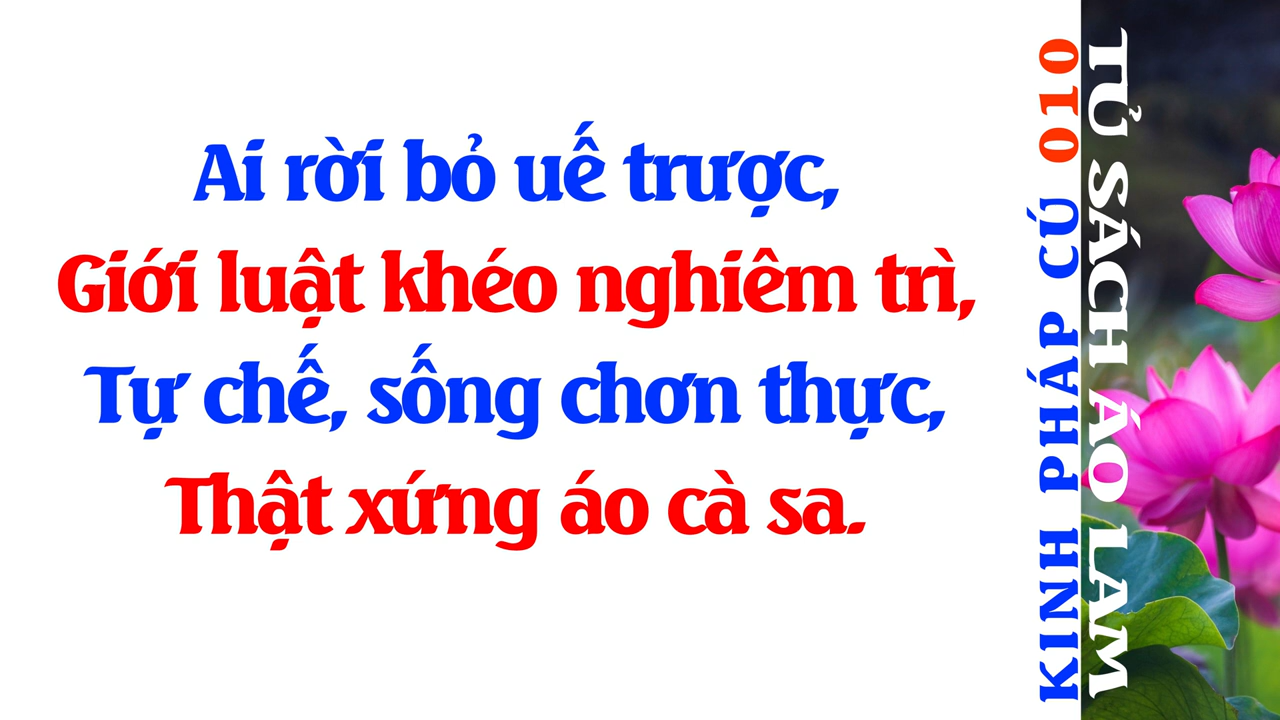 Ai rời bỏ uế trược,
Giới luật khéo nghiêm trì,
Tự chế, sống chơn thực,
Thật xứng áo cà sa.
KINH PHÁP CÚ 010
TỦ SÁCH ÁO LAM